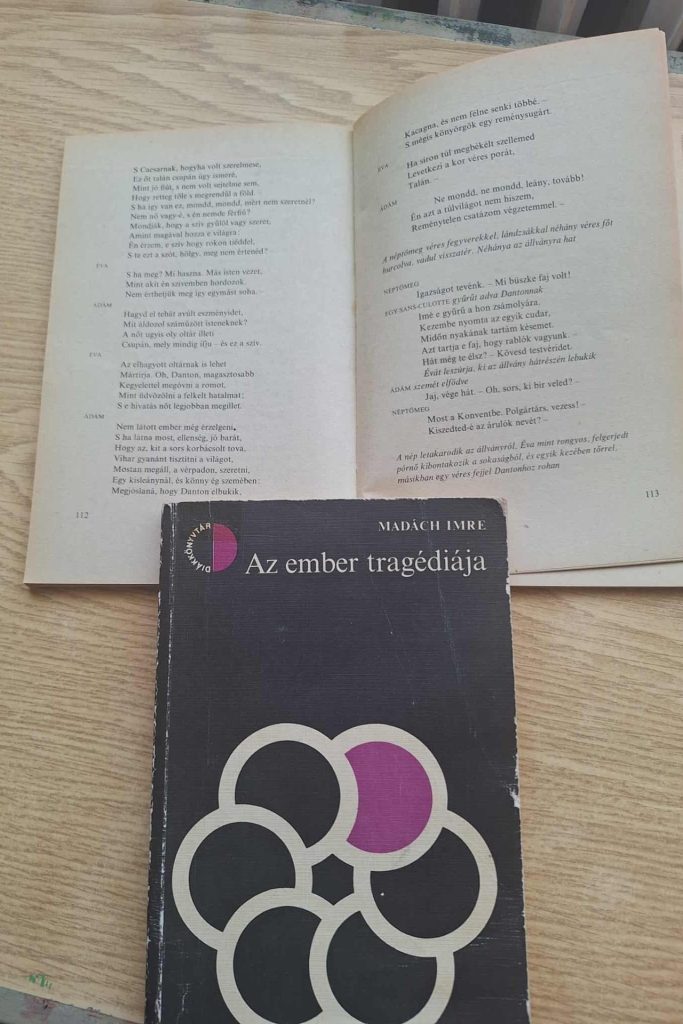 S Caesarnak, hogyha volt szerelmese,
Ez őt talán csupán úgy ismeré,
Mint jó fiút, s nem volt sejtelme sem,
Hogy retteg tőle s megrendűl a föld.
S ha így van ez, mondd, mondd, mért nem szeretnél?
Nem nő vagy-é, s én nemde férfiú?
Mondják, hogy a szív gyűlöl vagy szeret,
Amint magával hozza e világra
Én érzem, e szív hogy rokon tiéddel,
S te ezt a szót, hölgy, meg nem értenéd?
ÉVA
S ha meg? Mi haszna. Más isten vezet,
Mint akit én szivemben hordozok.
Nem érthetjük meg így egymást soha. –
ÁDÁM
Hagyd el tehát avúlt eszményidet,
Mit áldozol száműzött isteneknek?
A nőt ugyis oly oltár illeti
Csupán, mely mindig ifju – és ez a szív.
ÉVA
Az elhagyott oltárnak is lehet
Mártírja. Oh, Danton, magasztosabb
Kegyelettel megóvni a romot,
Mint üdvözölni a felkelt hatalmat;
S e hivatás nőt legjobban megillet.
ÁDÁM
Nem látott ember még érzelgeni,
S ha látna most, ellenség, jó barát,
Hogy az, kit a sors korbácsolt tova,
Vihar gyanánt tisztítni a világot,
Mostan megáll, a vérpadon, szeretni,
Egy kisleánynál, és könny ég szemében:
Megjósianá, hogy Danton elbukik,
112
Kacagna, és nem félne senki többé. –
S mégis könyörgök egy reménysugárt.
ÉVA
Ha síron túl megbékélt szellemed
Levetkezi a kor véres porát,
Talán. –
ÁDÁM
Ne mondd, ne mondd, leány, tovább!
Én azt a túlvilágot nem hiszem,
Reménytelen csatázom végzetemmel. –
A néptömeg véres fegyverekkel, lándzsákkal néhány véres főt
hurcolva, vadul visszatér. Néhánya az állványra hat
NÉPTÖMEG
Igazságot tevénk. – Mi büszke faj volt!
EGY SANS-CULOTTE gyűrűt adva Dantonnak
Imé e gyűrű a hon zsámolyára.
Kezembe nyomta az egyik cudar,
Midőn nyakának tartám késemet.
Azt tartja e faj, hogy rablók vagyunk. –
Hát még te élsz? – Kövesd testvéridet.
Évát leszúrja, ki az állvány hátrészén lebukik
ÁDÁM szemét elfödve
Jaj, vége hát. – Oh, sors, ki bír veled? –
NÉPTÖMEG
Most a Konventbe. Polgártárs, vezess! –
Kiszedted-é az árulók nevét? –
A nép letakarodik az állványról, Éva mint rongyos, felgerjedt
pórnő kibontakozik a sokaságból, és egyik kezében tőrrel,
másikban egy véres fejjel Dantonhoz rohan
113
DIÁKKÖNYVTÁR
MADÁCH IMRE
Az ember tragédiája